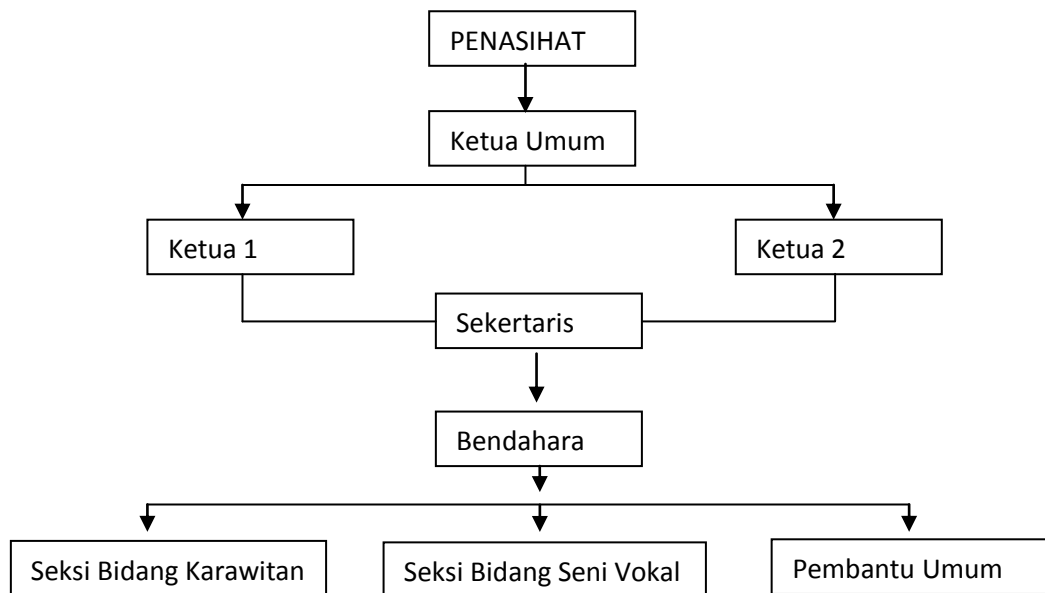 PENASIHAT
Ketua Umum
Ketua 1
Ketua 2
Sekertaris
Bendahara
Seksi Bidang Karawitan
Seksi Bidang Seni Vokal
Pembantu Umum